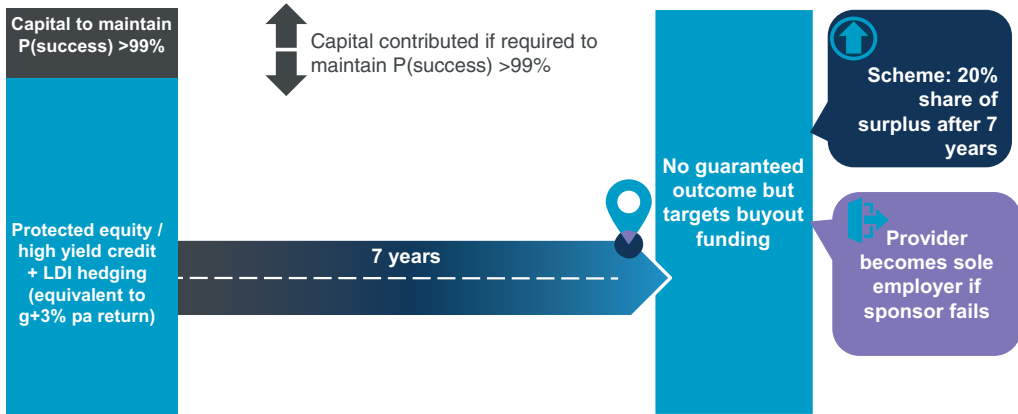 Capital to maintain
P(success) >99%
Capital contributed if required to
maintain P(success) >99%
Scheme: 20%
share of
surplus after 7
years
No guaranteed
outcome but
targets buyout
funding
Protected equity /
high yield credit
+ LDI hedging
(equivalent to
g+3% pa return)
7 years
Provider
becomes sole
employer if
sponsor fails